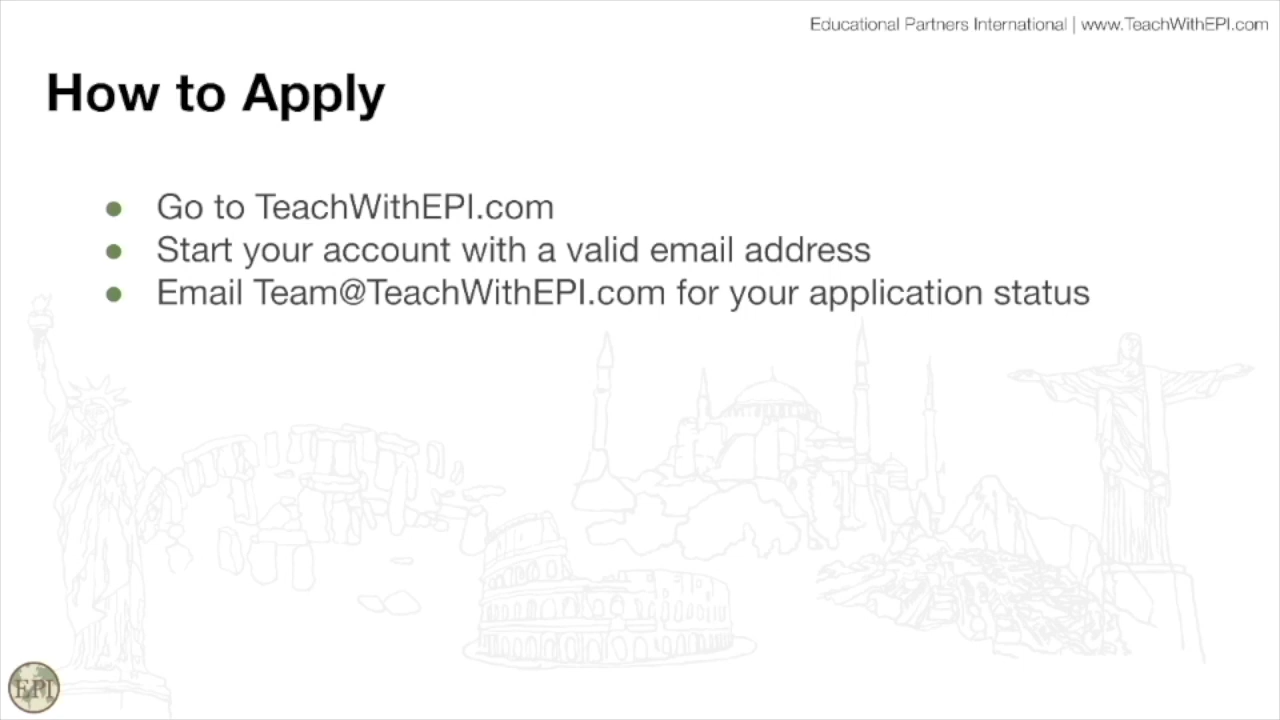 Educational Partners International | www.TeachWithEPI.com
How to Apply
● Go to TeachWithEPI.com
● Start your account with a valid email address
● Email Team@TeachWithEPI.com for your application status
EPI